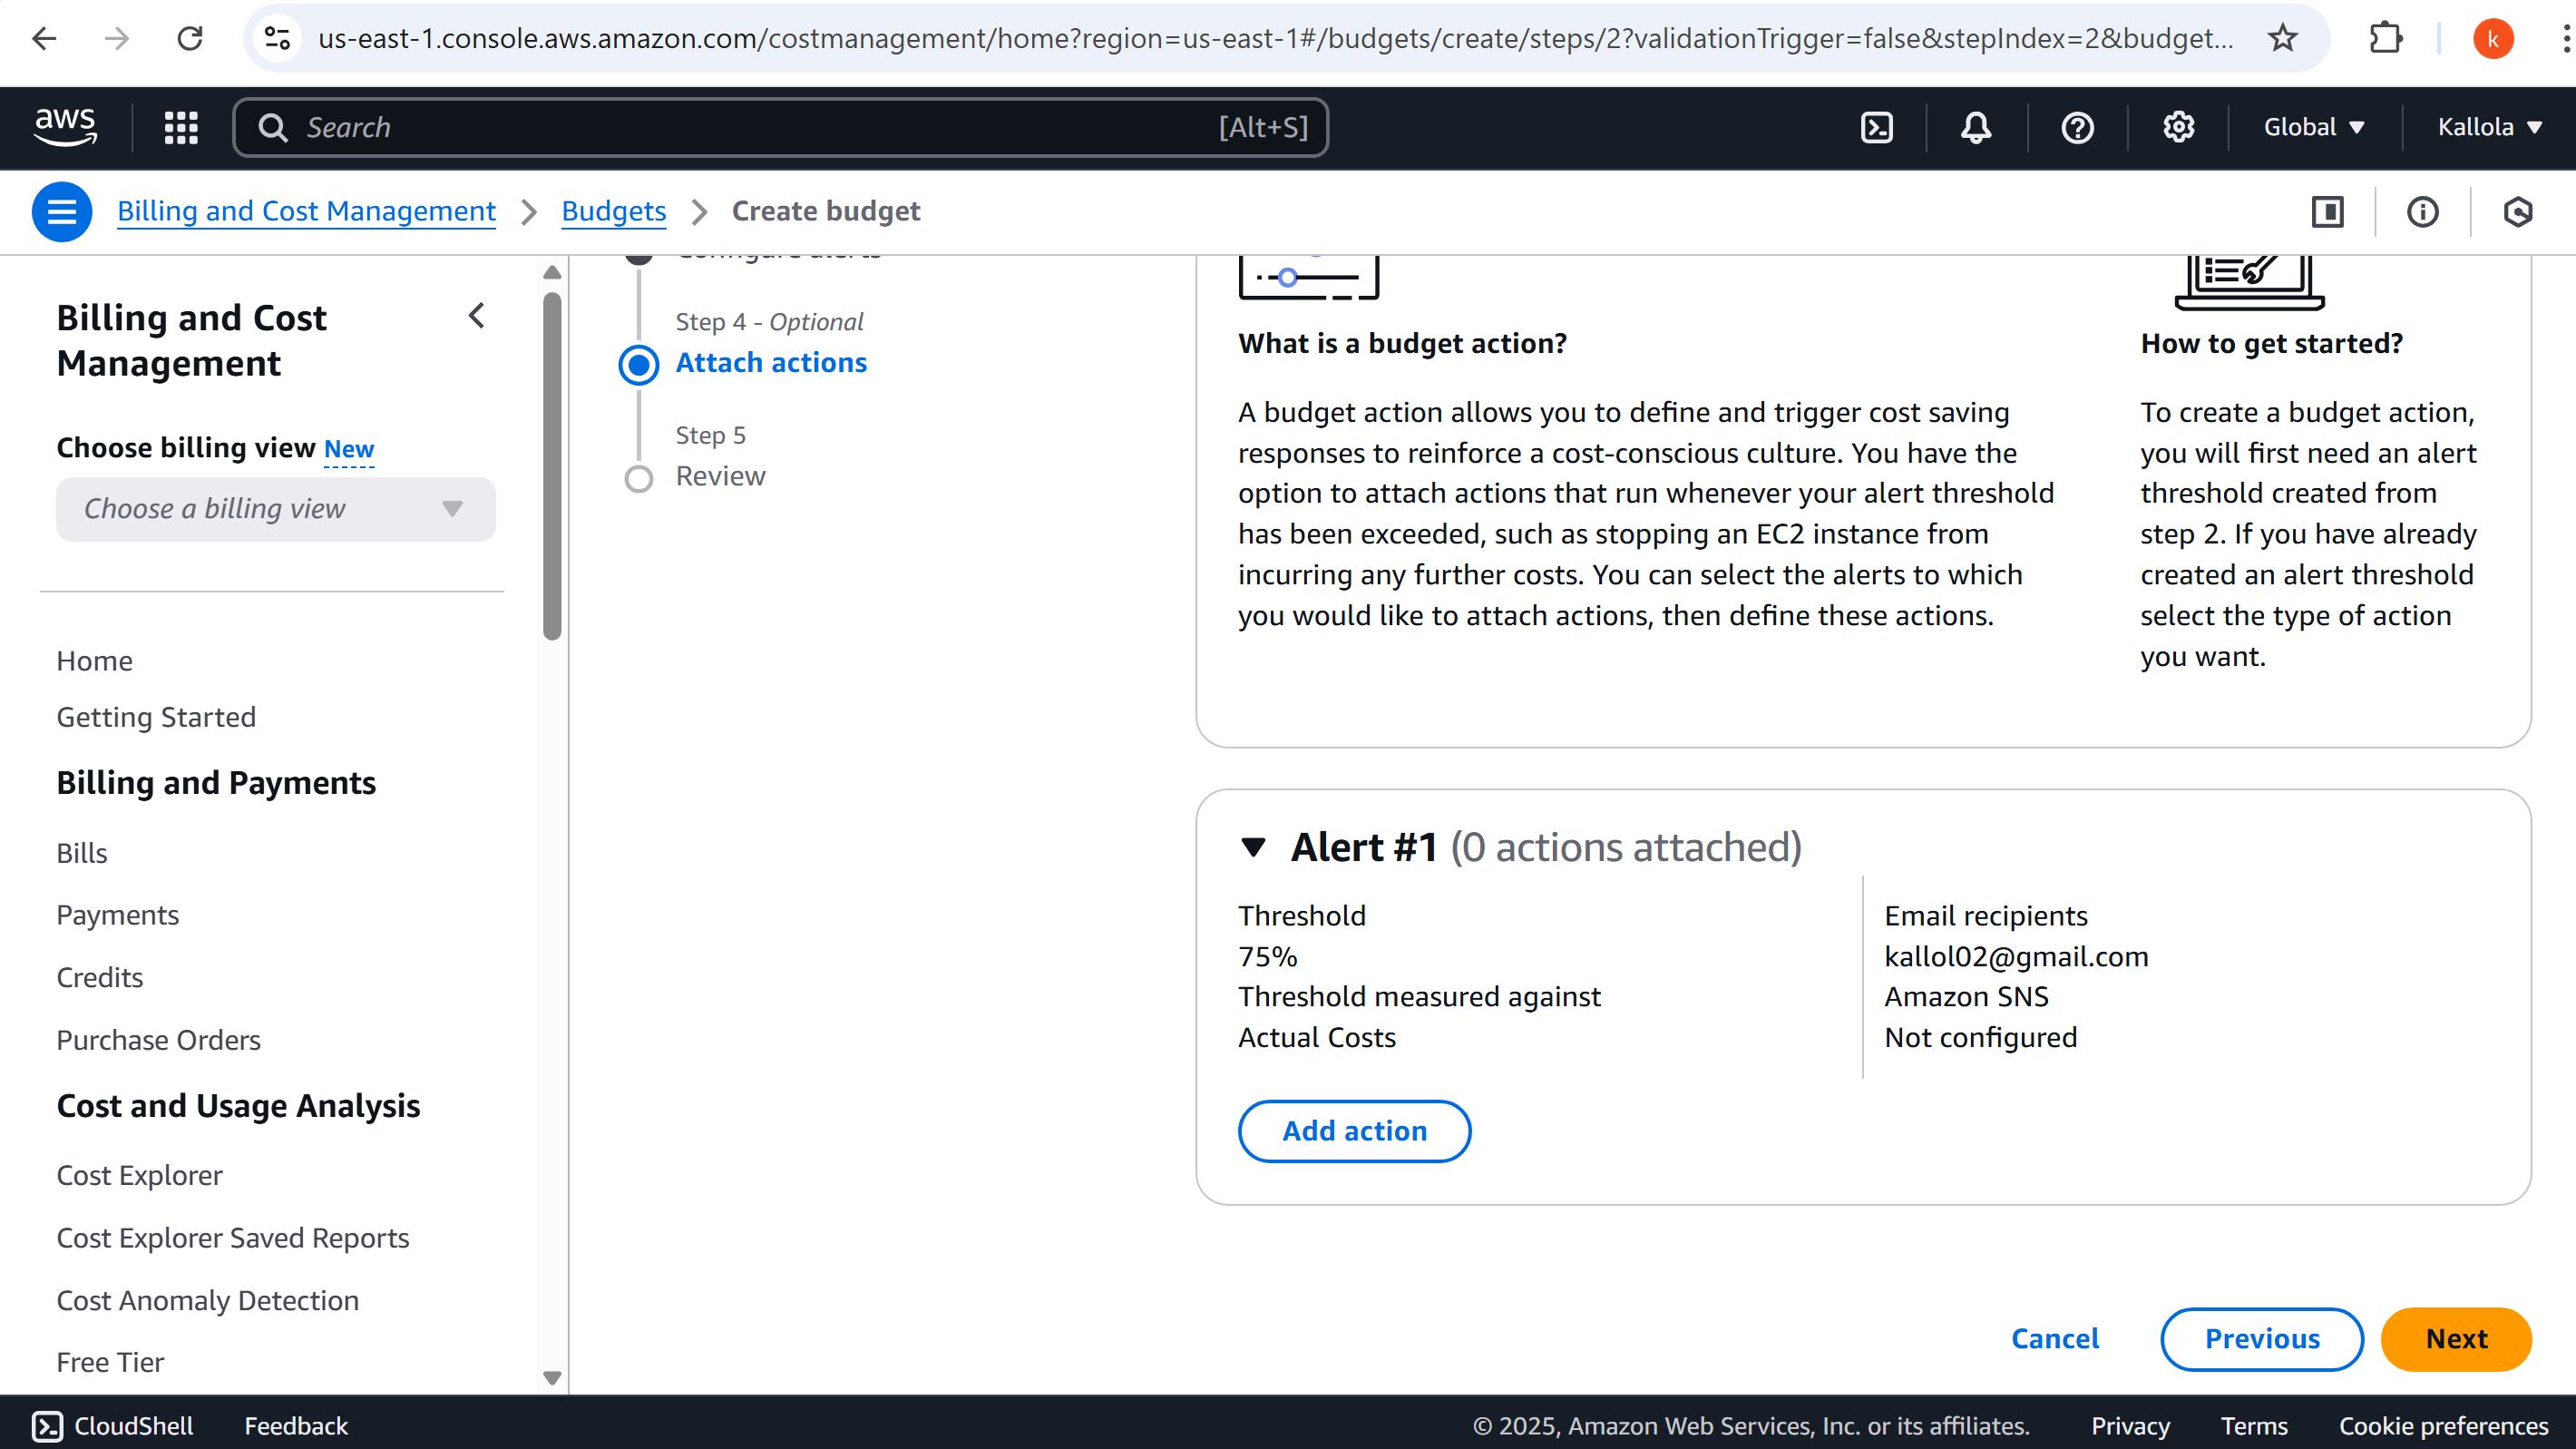 us-east-1.console.aws.amazon.com/costmanagement/home?region=us-east-1#/budgets/create/steps/2?validationTrigger=false&stepIndex=2&budget...
k
aws
Search
[Alt+S]
Global
Kallola
Billing and Cost Management
Budgets
Create budget
Billing and Cost
Management
Choose billing view New
Choose a billing view
Home
Getting Started
Billing and Payments
Bills
Payments
Credits
Purchase Orders
Cost and Usage Analysis
Cost Explorer
Cost Explorer Saved Reports
Cost Anomaly Detection
Free Tier
Configure alerts
Step 4 - Optional
Attach actions
Step 5
Review
What is a budget action?
A budget action allows you to define and trigger cost saving
responses to reinforce a cost-conscious culture. You have the
option to attach actions that run whenever your alert threshold
has been exceeded, such as stopping an EC2 instance from
incurring any further costs. You can select the alerts to which
you would like to attach actions, then define these actions.
How to get started?
To create a budget action,
you will first need an alert
threshold created from
step 2. If you have already
created an alert threshold
select the type of action
you want.
Alert #1 (0 actions attached)
Threshold
75%
Threshold measured against
Actual Costs
Email recipients
kallol02@gmail.com
Amazon SNS
Not configured
Add action
Cancel
Previous
Next
CloudShell
Feedback
© 2025, Amazon Web Services, Inc. or its affiliates.
Privacy
Terms
Cookie preferences